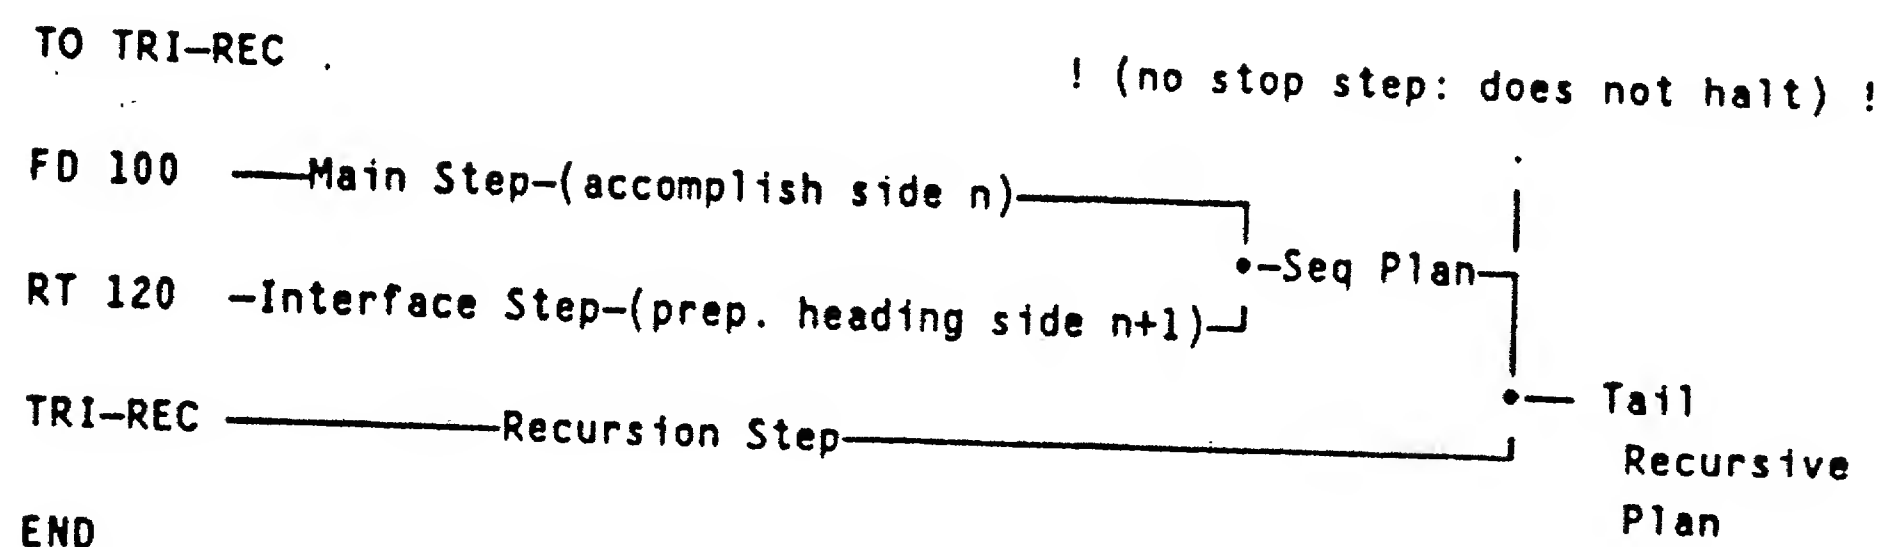 TO TRI-REC
! (no stop step: does not halt) !
FD 100 —Main Step-(accomplish side n)
-Seq Plan-
RT 120 -Interface Step-(prep. heading side n+1)
TRI-REC —Recursion Step—
— Tail
Recursive
Plan
END